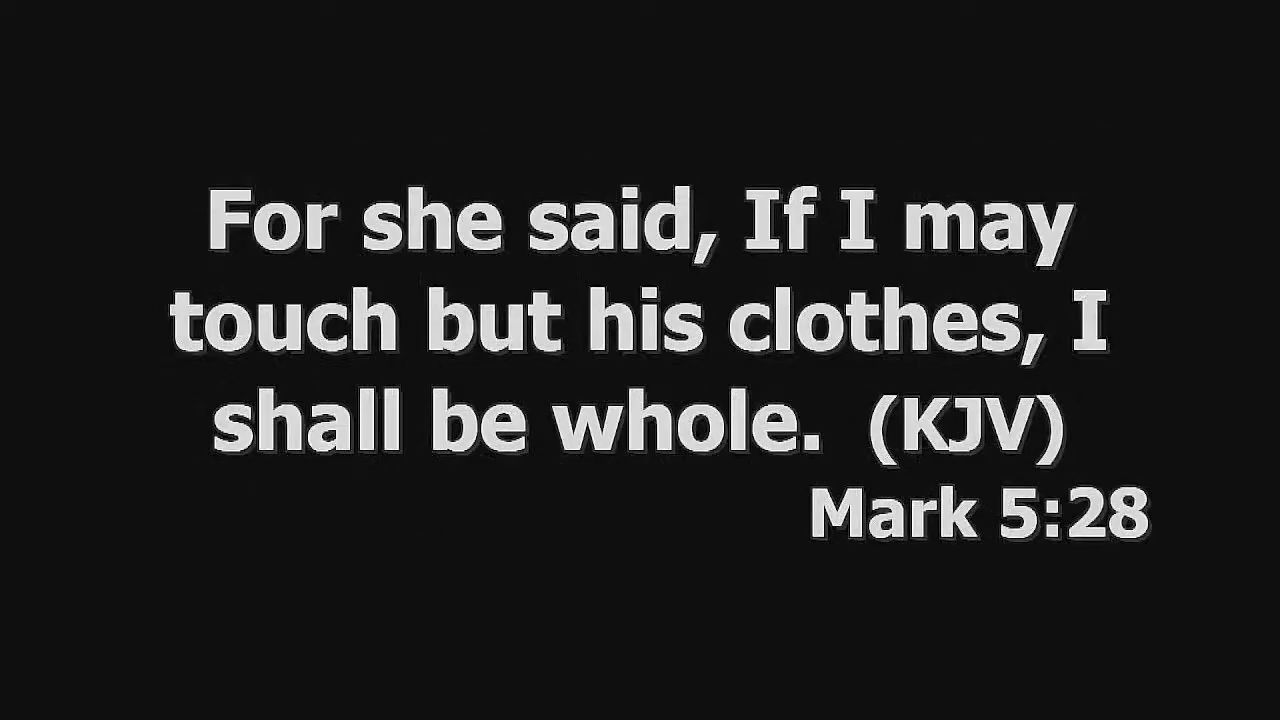 For she said, If I may
touch but his clothes, I
shall be whole.  (KJV)
Mark 5:28